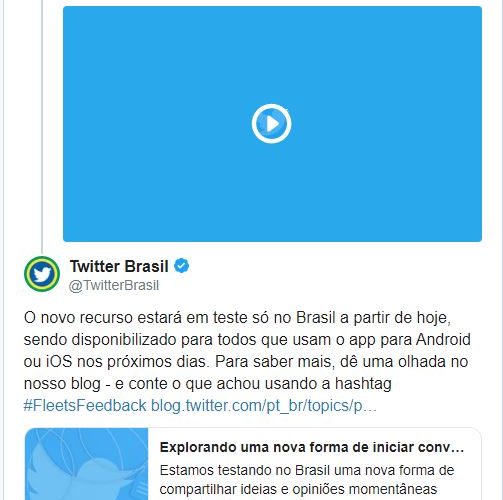 Twitter Brasil
@TwitterBrasil
O novo recurso estará em teste só no Brasil a partir de hoje,
sendo disponibilizado para todos que usam o app para Android
ou iOS nos próximos dias. Para saber mais, dê uma olhada no
nosso blog - e conte o que achou usando a hashtag
#FleetsFeedback blog.twitter.com/pt_br/topics/p…
Explorando uma nova forma de iniciar conv…
Estamos testando no Brasil uma nova forma de
compartilhar ideias e opiniões momentâneas